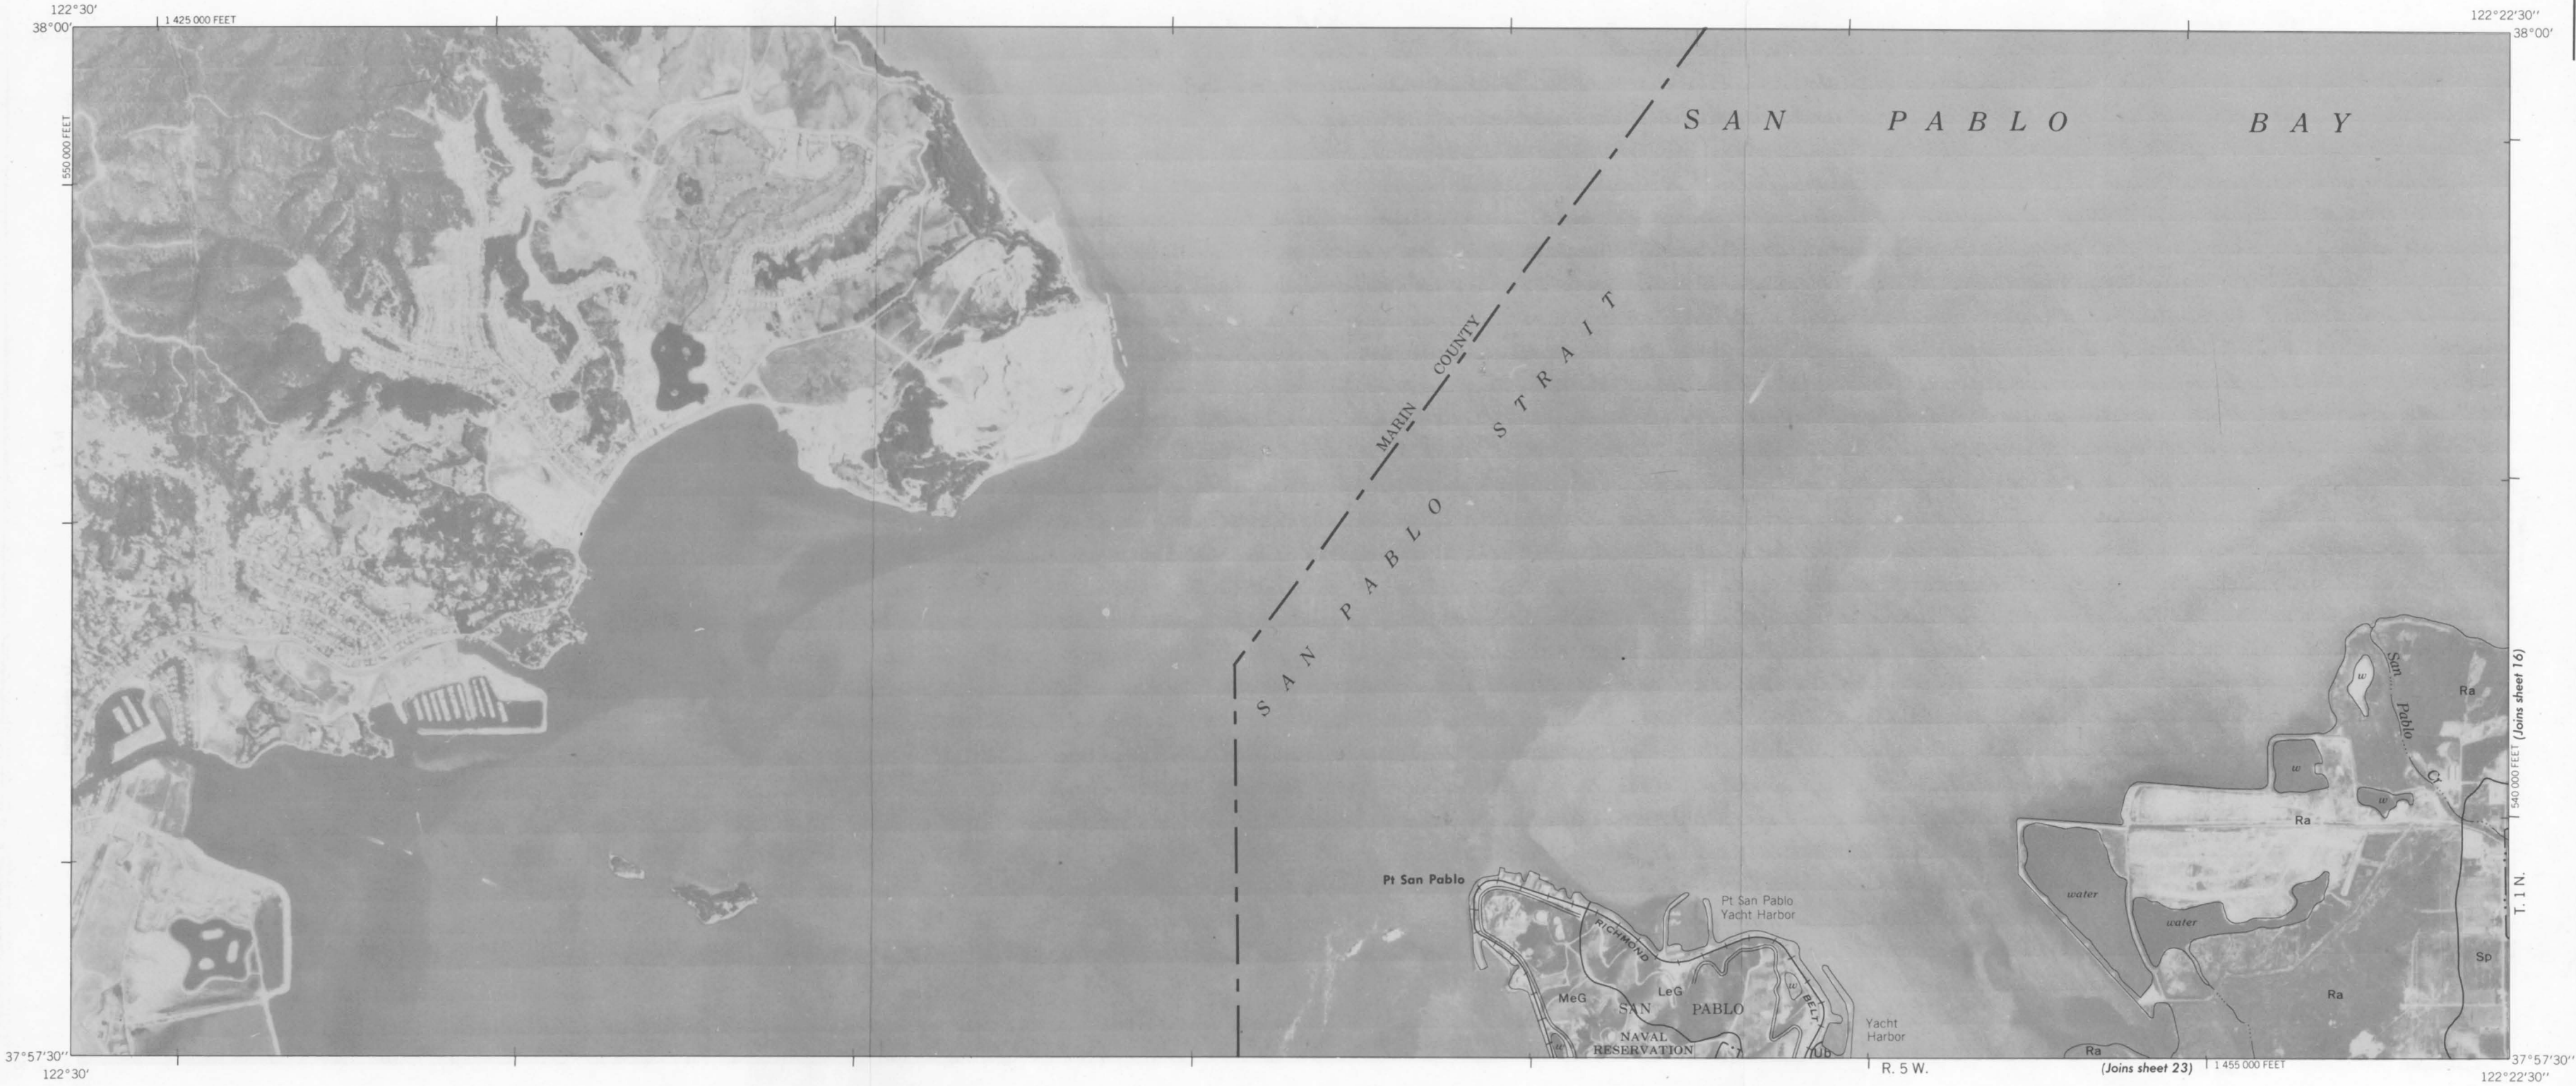 122°30′
122°22′30″
1 425 000 FEET
38°00′
38°00′
550 000 FEET
SAN PABLO BAY
MARIN COUNTY
SAN PABLO STRAIT
w
San Pablo Cr
Ra
(Joins sheet 16)
540 000 FEET
w
w
Ra
T. 1 N.
Pt San Pablo
Pt San Pablo
Yacht Harbor
water
water
RICHMOND BELT
MeG
LeG
w
SAN PABLO
NAVAL
RESERVATION
Yacht
Harbor
Sp
Ra
w
Ub
Ra
37°57′30″
37°57′30″
122°30′
R. 5 W.
(Joins sheet 23)
1 455 000 FEET
122°22′30″